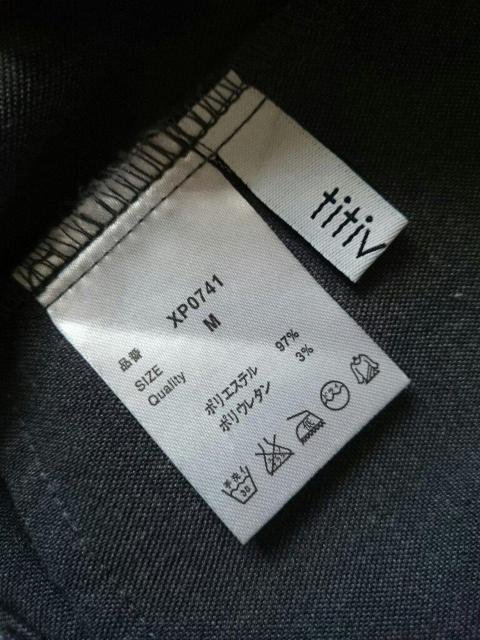 titiv
品番 XP0741
SIZE M
Quality
ポリエステル 97%
ポリウレタン 3%
手洗イ
30